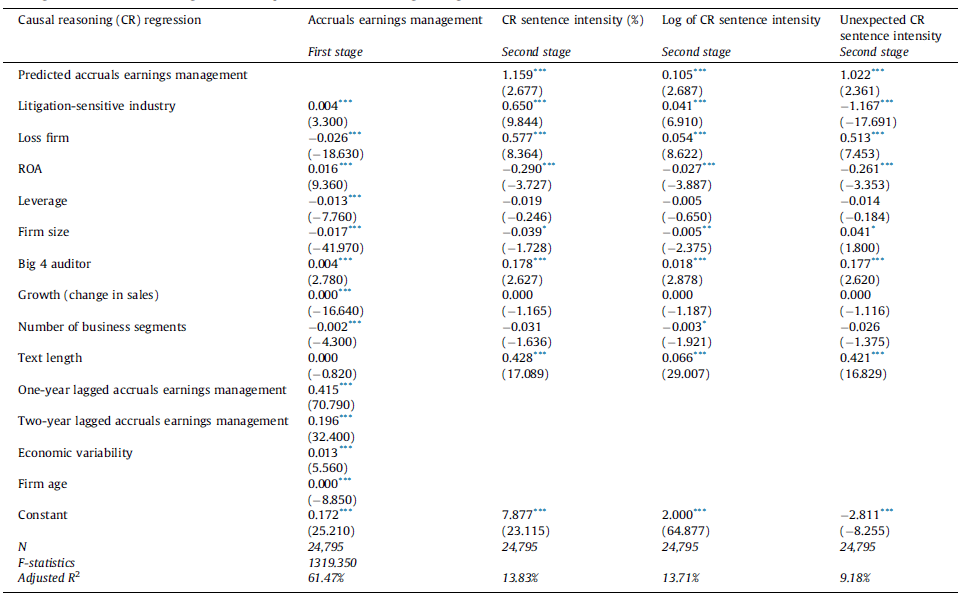 Causal reasoning (CR) regression Accruals earnings management CR sentence intensity (%) Log of CR sentence intensity Unexpected CR
sentence intensity
First stage Second stage Second stage Second stage
Predicted accruals earnings management 1.159*** 0.105*** 1.022***
(2.677) (2.687) (2.361)
Litigation-sensitive industry 0.004*** 0.650*** 0.041*** −1.167***
(3.300) (9.844) (6.910) (−17.691)
Loss firm −0.026*** 0.577*** 0.054*** 0.513***
(−18.630) (8.364) (8.622) (7.453)
ROA 0.016*** −0.290*** −0.027*** −0.261***
(9.360) (−3.727) (−3.887) (−3.353)
Leverage −0.013*** −0.019 −0.005 −0.014
(−7.760) (−0.246) (−0.650) (−0.184)
Firm size −0.017*** −0.039* −0.005** 0.041*
(−41.970) (−1.728) (−2.375) (1.800)
Big 4 auditor 0.004*** 0.178*** 0.018*** 0.177***
(2.780) (2.627) (2.878) (2.620)
Growth (change in sales) 0.000*** 0.000 0.000 0.000
(−16.640) (−1.165) (−1.187) (−1.116)
Number of business segments −0.002*** −0.031 −0.003* −0.026
(−4.300) (−1.636) (−1.921) (−1.375)
Text length 0.000 0.428*** 0.066*** 0.421***
(−0.820) (17.089) (29.007) (16.829)
One-year lagged accruals earnings management 0.415***
(70.790)
Two-year lagged accruals earnings management 0.196***
(32.400)
Economic variability 0.013***
(5.560)
Firm age 0.000***
(−8.850)
Constant 0.172*** 7.877*** 2.000*** −2.811***
(25.210) (23.115) (64.877) (−8.255)
N 24,795 24,795 24,795 24,795
F-statistics 1319.350
Adjusted R² 61.47% 13.83% 13.71% 9.18%